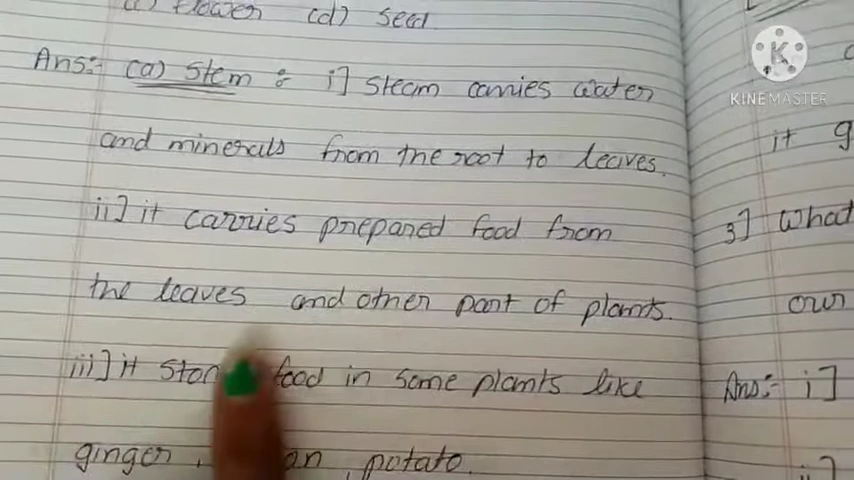 (c) Flower (d) seed
Ans:- (a) Stem : i] steam carries water
and minerals from the root to leaves.
ii] it carries prepared food from
the leaves and other part of plants.
iii] it food in some plants like
ginger, potato.
KINEMASTER
it
3] What
our
Ans:- i]
ii]